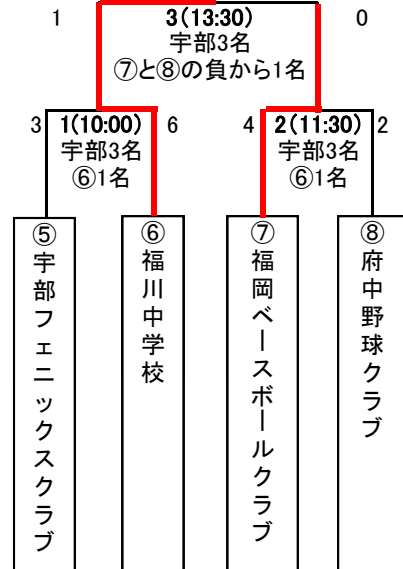 1 3(13:30) 0
宇部3名
⑦と⑧の負から1名
3 1(10:00) 6 4 2(11:30) 2
宇部3名 宇部3名
⑥1名 ⑥1名
⑤宇部フェニックスクラブ
⑥福川中学校
⑦福岡ベースボールクラブ
⑧府中野球クラブ